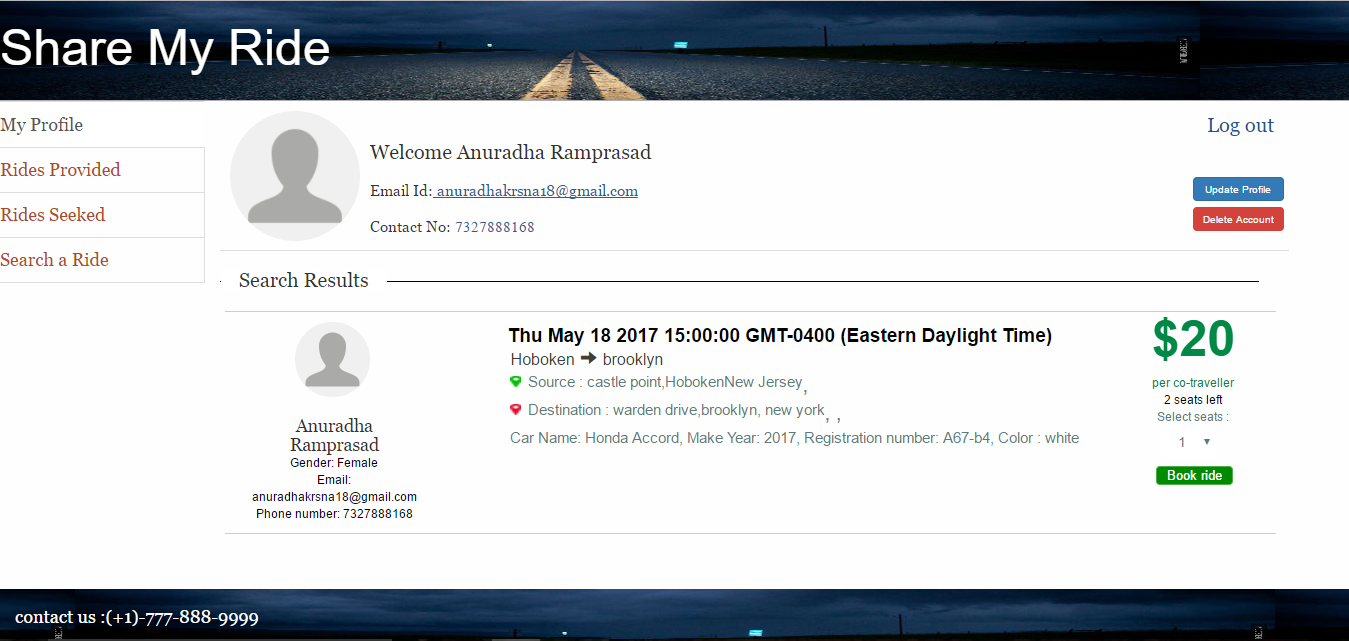 Share My Ride
My Profile
Rides Provided
Rides Seeked
Search a Ride
Welcome Anuradha Ramprasad
Email Id: anuradhakrsna18@gmail.com
Contact No: 7327888168
Log out
Update Profile
Delete Account
Search Results
Anuradha
Ramprasad
Gender: Female
Email:
anuradhakrsna18@gmail.com
Phone number: 7327888168
Thu May 18 2017 15:00:00 GMT-0400 (Eastern Daylight Time)
Hoboken ➔ brooklyn
Source : castle point,HobokenNew Jersey,
Destination : warden drive,brooklyn, new york, ,
Car Name: Honda Accord, Make Year: 2017, Registration number: A67-b4, Color : white
$20
per co-traveller
2 seats left
Select seats :
1 ▼
Book ride
contact us :(+1)-777-888-9999